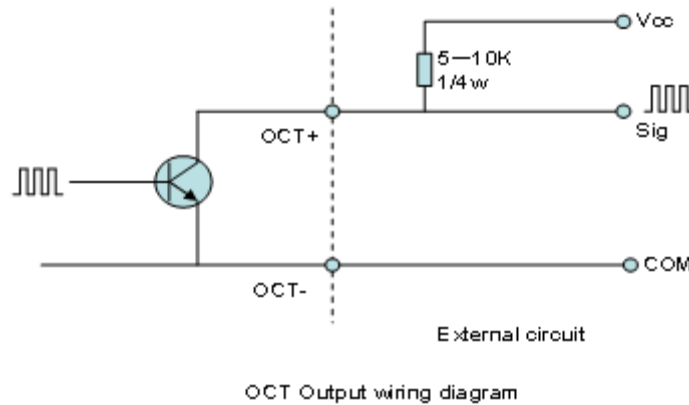 Vcc
5—10K
1/4w
OCT+
Sig
OCT-
COM
External circuit
OCT Output wiring diagram